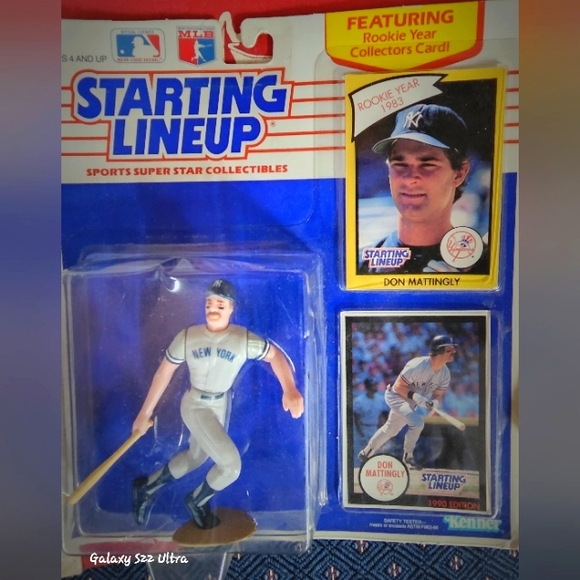 S 4 AND UP
MLB
FEATURING
Rookie Year
Collectors Card!
STARTING
LINEUP
SPORTS SUPER STAR COLLECTIBLES
ROOKIE YEAR
1983
NY
STARTING
LINEUP
DON MATTINGLY
NEW YORK
DON
MATTINGLY
STARTING
LINEUP
1990 EDITION
SAFETY TESTED
Kenner
Galaxy S22 Ultra